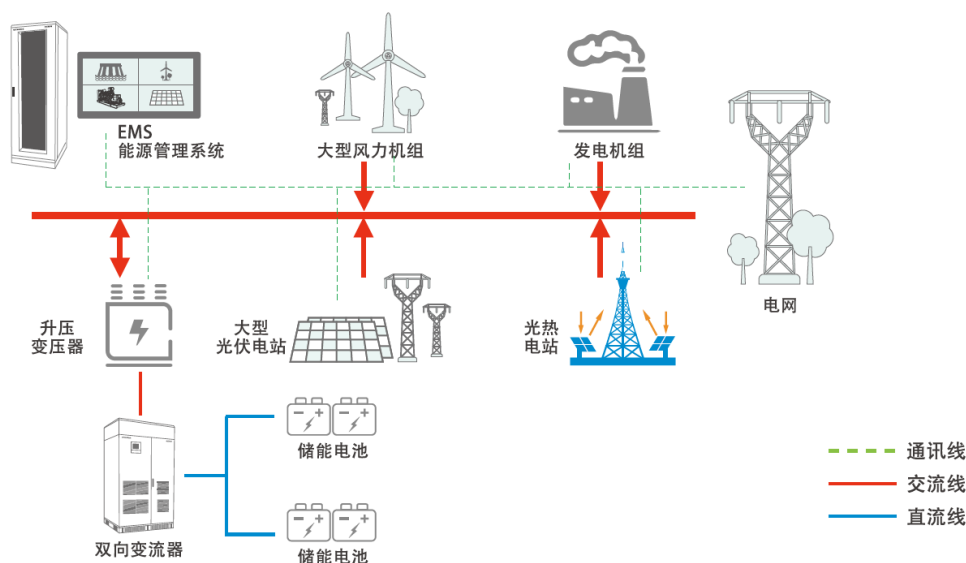 EMS
能源管理系统
大型风力机组
发电机组
电网
升压
变压器
大型
光伏电站
光热
电站
储能电池
双向变流器
储能电池
通讯线
交流线
直流线